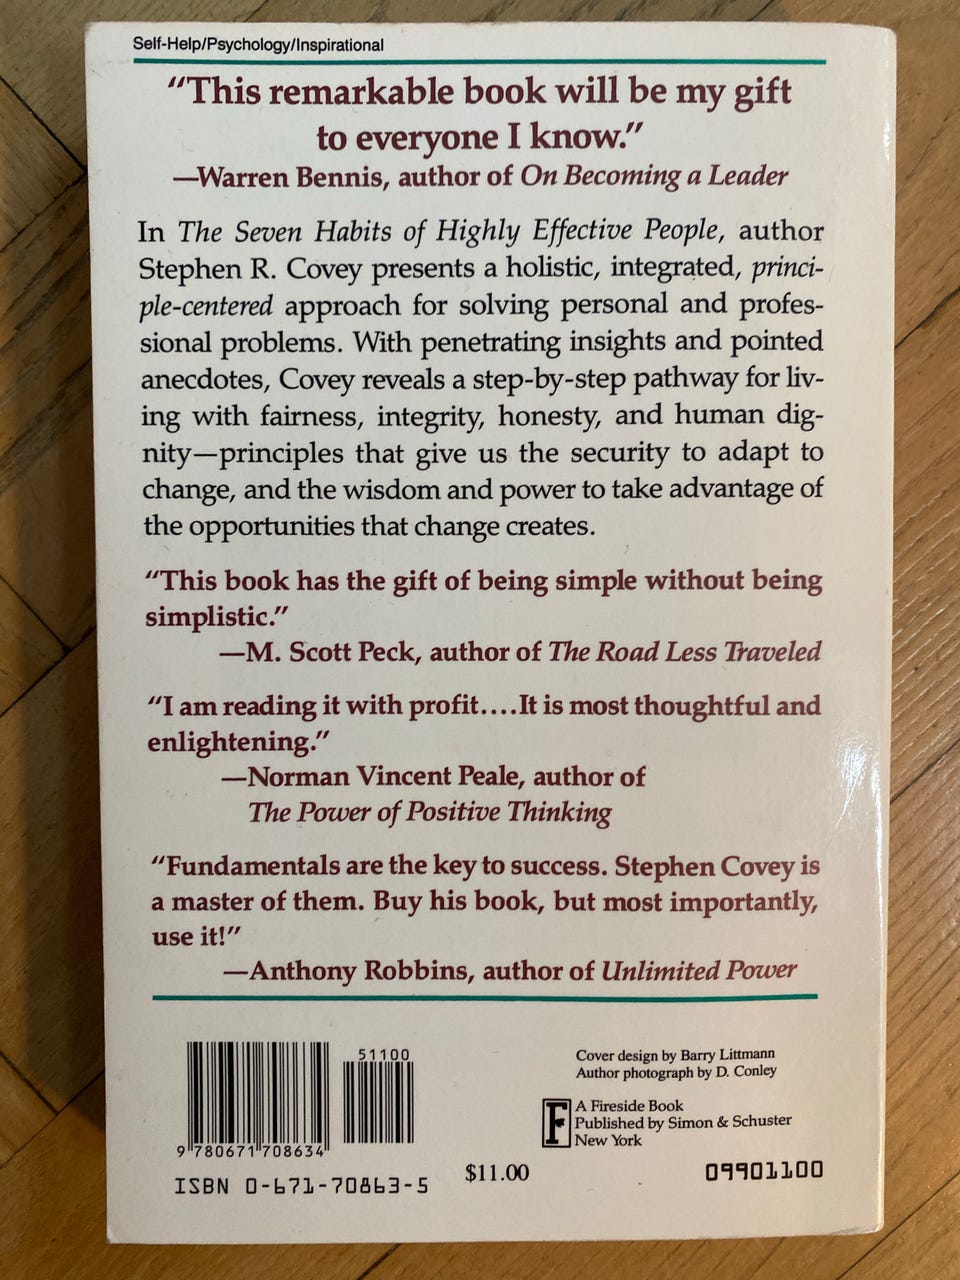 Self-Help/Psychology/Inspirational
“This remarkable book will be my gift
to everyone I know.”
—Warren Bennis, author of On Becoming a Leader
In The Seven Habits of Highly Effective People, author
Stephen R. Covey presents a holistic, integrated, princi-
ple-centered approach for solving personal and profes-
sional problems. With penetrating insights and pointed
anecdotes, Covey reveals a step-by-step pathway for liv-
ing with fairness, integrity, honesty, and human dig-
nity—principles that give us the security to adapt to
change, and the wisdom and power to take advantage of
the opportunities that change creates.
“This book has the gift of being simple without being
simplistic.”
—M. Scott Peck, author of The Road Less Traveled
“I am reading it with profit....It is most thoughtful and
enlightening.”
—Norman Vincent Peale, author of
The Power of Positive Thinking
“Fundamentals are the key to success. Stephen Covey is
a master of them. Buy his book, but most importantly,
use it!”
—Anthony Robbins, author of Unlimited Power
51100
9 780671 708634
ISBN 0-671-70863-5
$11.00
Cover design by Barry Littmann
Author photograph by D. Conley
F
A Fireside Book
Published by Simon & Schuster
New York
09901100